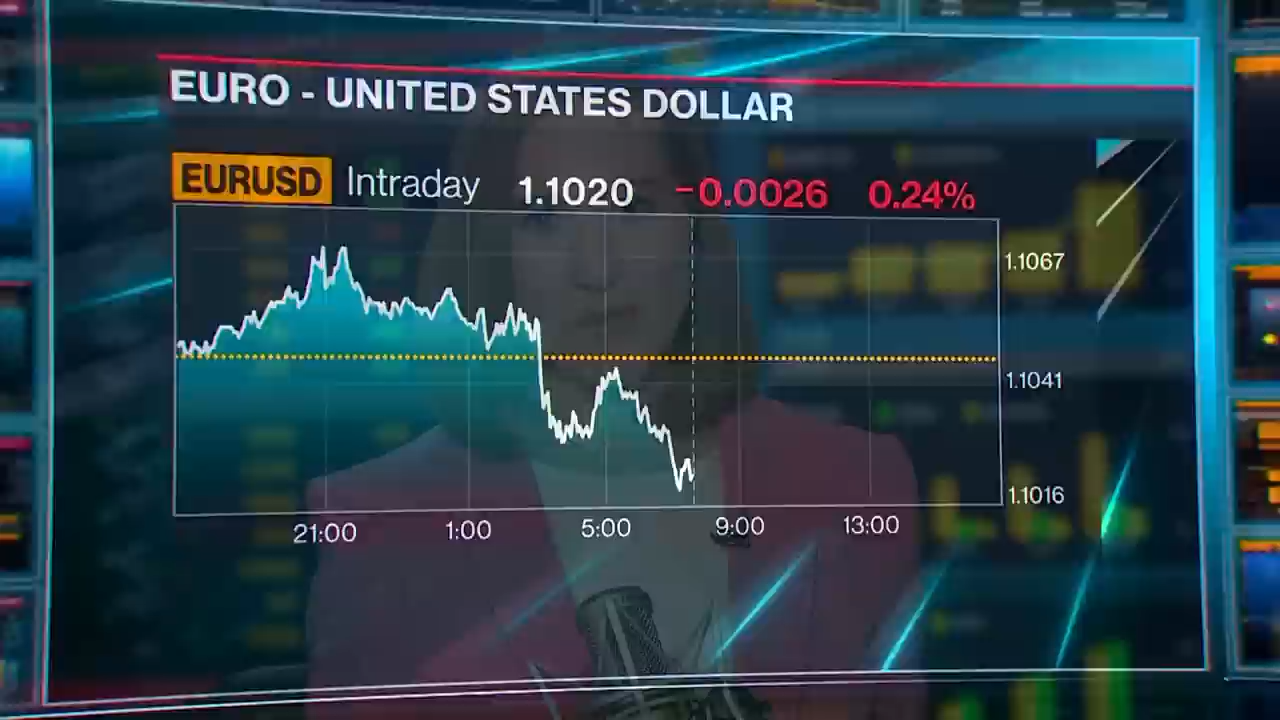 EURO - UNITED STATES DOLLAR
EURUSD Intraday 1.1020 −0.0026 0.24%
1.1067
1.1041
1.1016
21:00 1:00 5:00 9:00 13:00